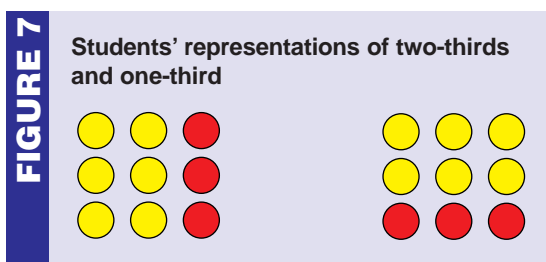 FIGURE 7
Students’ representations of two-thirds
and one-third